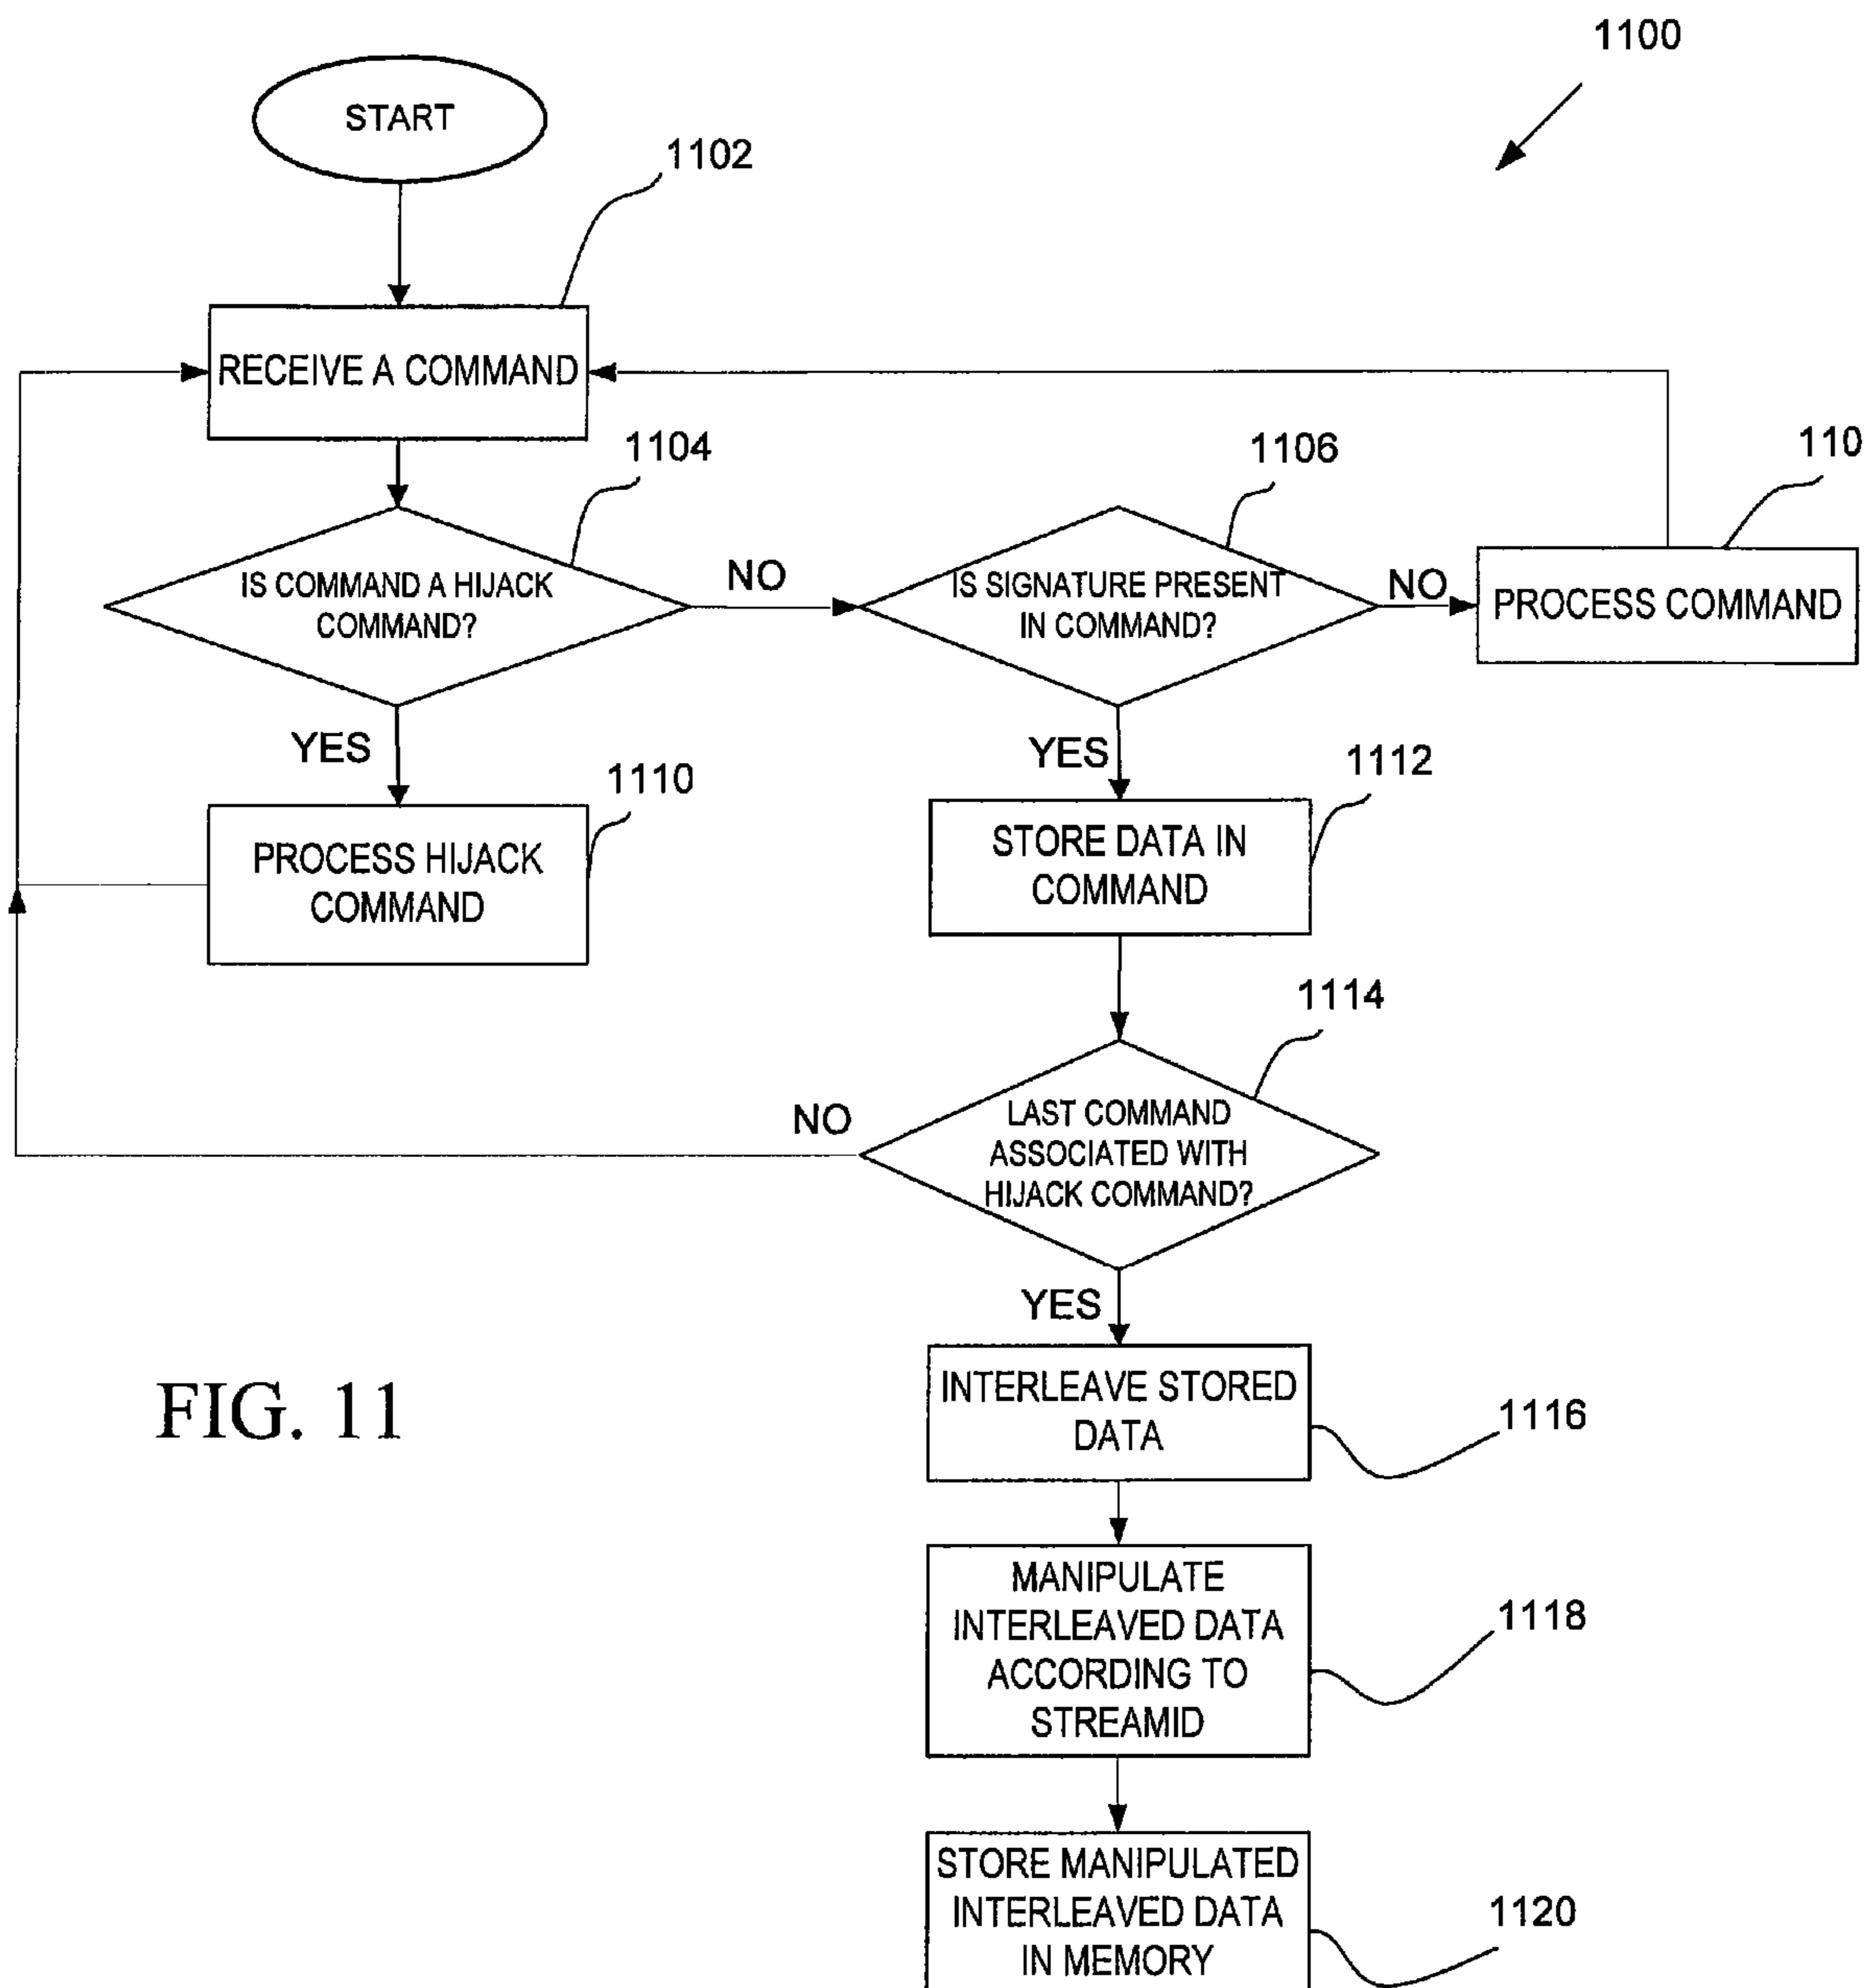 1100
START
1102
RECEIVE A COMMAND
1104
1106
110
IS COMMAND A HIJACK
COMMAND?
NO
IS SIGNATURE PRESENT
IN COMMAND?
NO
PROCESS COMMAND
YES
YES
1110
1112
PROCESS HIJACK
COMMAND
STORE DATA IN
COMMAND
1114
NO
LAST COMMAND
ASSOCIATED WITH
HIJACK COMMAND?
YES
FIG. 11
INTERLEAVE STORED
DATA
1116
MANIPULATE
INTERLEAVED DATA
ACCORDING TO
STREAMID
1118
STORE MANIPULATED
INTERLEAVED DATA
IN MEMORY
1120